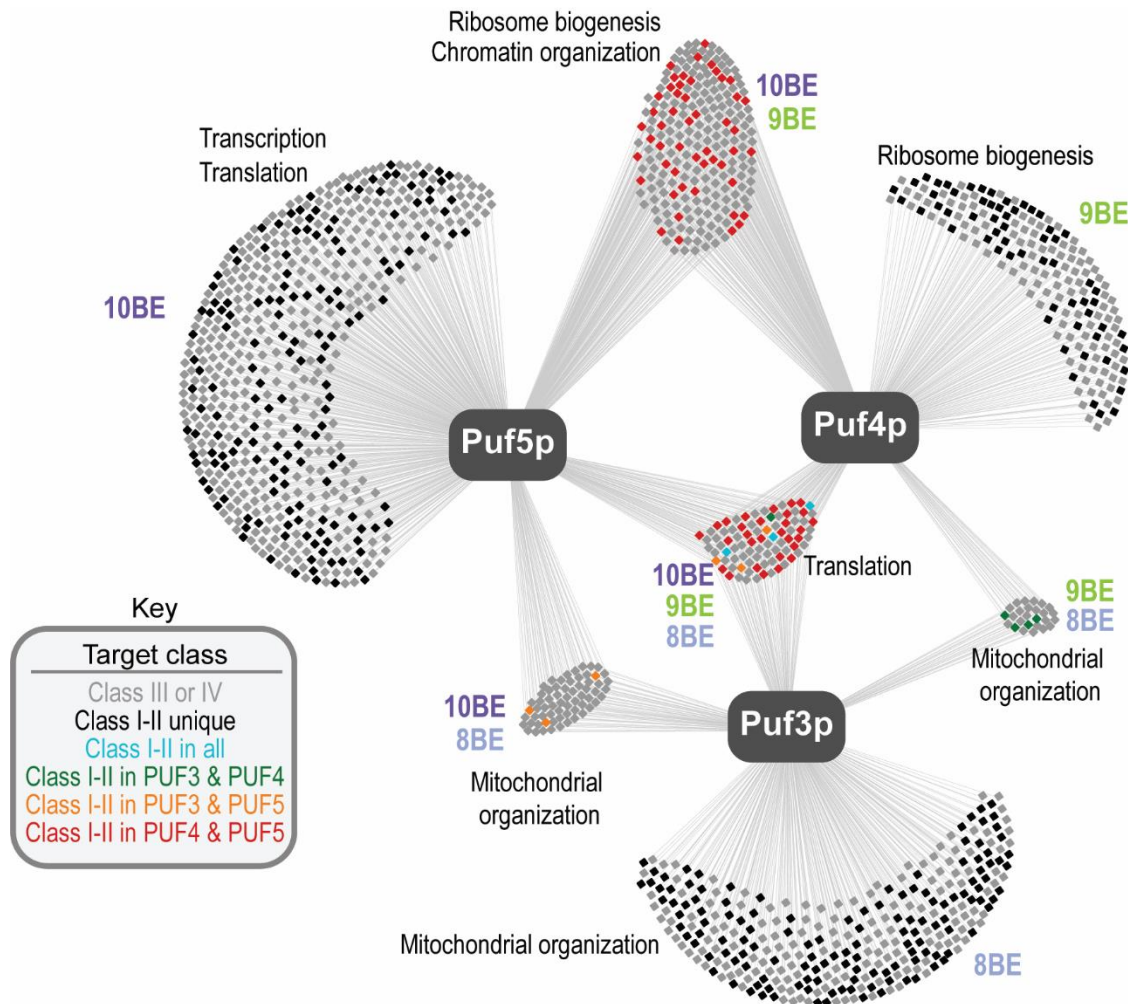 Ribosome biogenesis
Chromatin organization
10BE
9BE
Transcription
Translation
Ribosome biogenesis
9BE
10BE
Puf5p
Puf4p
Translation
10BE
9BE
8BE
9BE
8BE
Mitochondrial
organization
Key
Target class
Class III or IV
Class I-II unique
Class I-II in all
Class I-II in PUF3 & PUF4
Class I-II in PUF3 & PUF5
Class I-II in PUF4 & PUF5
10BE
8BE
Mitochondrial
organization
Puf3p
Mitochondrial organization
8BE